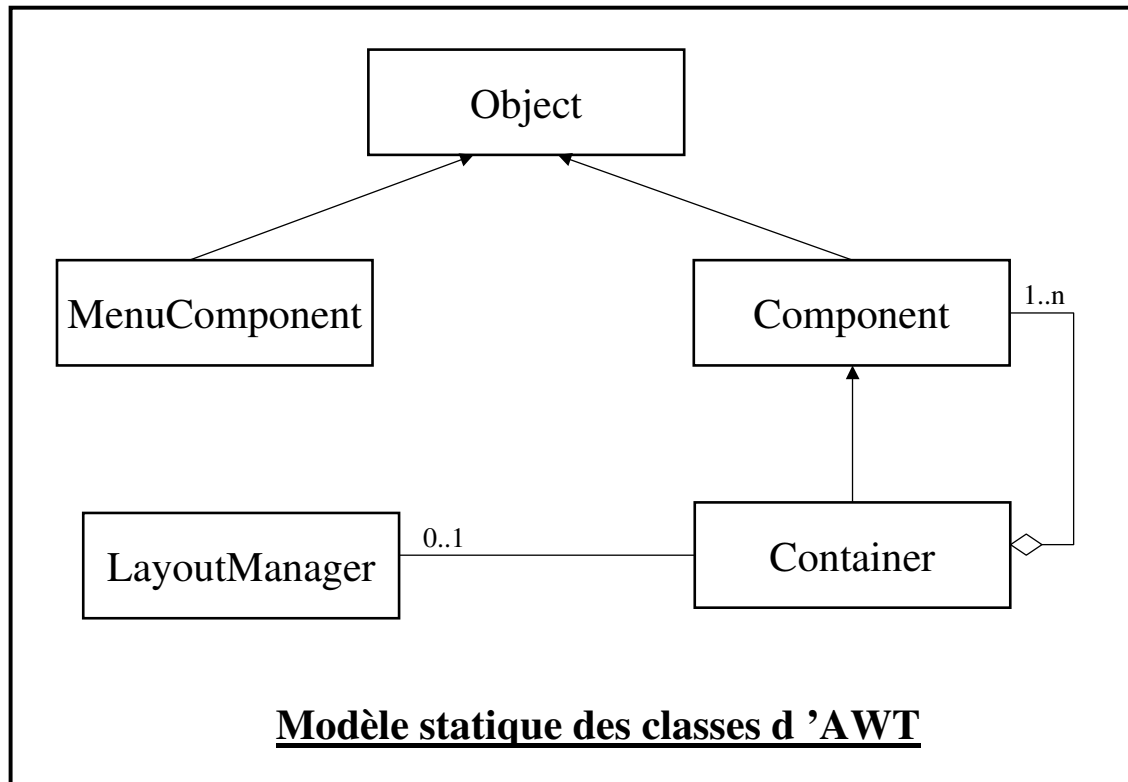 Object
MenuComponent
Component
1..n
LayoutManager
0..1
Container
Modèle statique des classes d ’AWT